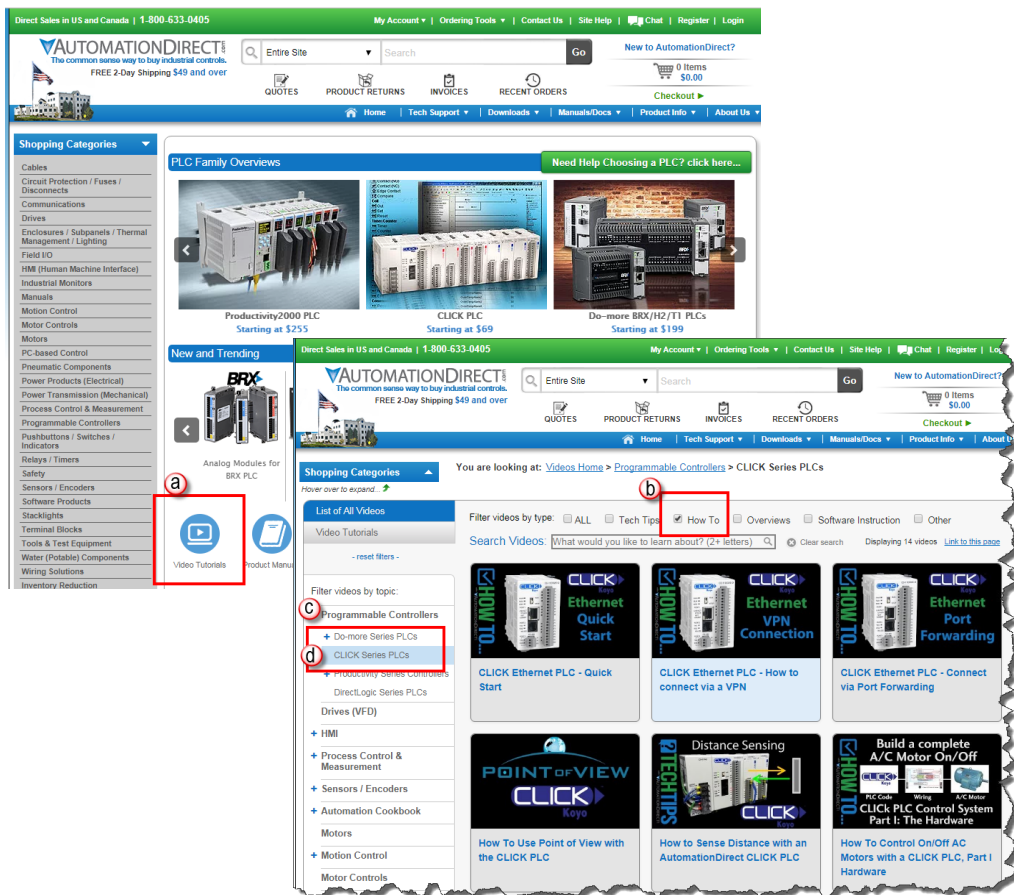 Direct Sales in US and Canada | 1-800-633-0405
My Account ▾ | Ordering Tools ▾ | Contact Us | Site Help | Chat | Register | Login
AUTOMATIONDIRECT.com
The common sense way to buy industrial controls.
FREE 2-Day Shipping $49 and over
Entire Site ▼
Search
Go
New to AutomationDirect?
0 Items
$0.00
Checkout ►
QUOTES
PRODUCT RETURNS
INVOICES
RECENT ORDERS
Home | Tech Support ▾ | Downloads ▾ | Manuals/Docs ▾ | Product Info ▾ | About Us ▾
Shopping Categories
Cables
Circuit Protection / Fuses /
Disconnects
Communications
Drives
Enclosures / Subpanels / Thermal
Management / Lighting
Field I/O
HMI (Human Machine Interface)
Industrial Monitors
Manuals
Motion Control
Motor Controls
Motors
PC-based Control
Pneumatic Components
Power Products (Electrical)
Power Transmission (Mechanical)
Process Control & Measurement
Programmable Controllers
Pushbuttons / Switches /
Indicators
Relays / Timers
Safety
Sensors / Encoders
Software Products
Stacklights
Terminal Blocks
Tools & Test Equipment
Water (Potable) Components
Wiring Solutions
Inventory Reduction
PLC Family Overviews
Need Help Choosing a PLC? click here...
Productivity2000 PLC
Starting at $255
CLICK PLC
Starting at $69
Do-more BRX/H2/T1 PLCs
Starting at $199
New and Trending
BRX
Analog Modules for
BRX PLC
a
Video Tutorials
Product Manu
Direct Sales in US and Canada | 1-800-633-0405
My Account ▾ | Ordering Tools ▾ | Contact Us | Site Help | Chat | Register | Lo
AUTOMATIONDIRECT.com
The common sense way to buy industrial controls.
FREE 2-Day Shipping $49 and over
Entire Site ▼
Search
Go
New to AutomationDirect?
0 Items
$0.00
Checkout ►
QUOTES
PRODUCT RETURNS
INVOICES
RECENT ORDERS
Home | Tech Support ▾ | Downloads ▾ | Manuals/Docs ▾ | Product Info ▾ | About U
Shopping Categories
Hover over to expand...
You are looking at: Videos Home > Programmable Controllers > CLICK Series PLCs
b
List of All Videos
Video Tutorials
- reset filters -
Filter videos by type: ALL Tech Tips How To Overviews Software Instruction Other
Search Videos: What would you like to learn about? (2+ letters) Clear search Displaying 14 videos Link to this page
Filter videos by topic:
c
Programmable Controllers
+ Do-more Series PLCs
d
CLICK Series PLCs
+ Productivity Series Controllers
DirectLogic Series PLCs
Drives (VFD)
+ HMI
+ Process Control &
Measurement
+ Sensors / Encoders
+ Automation Cookbook
Motors
+ Motion Control
Motor Controls
HOW TO...
CLICK
Koyo
Ethernet
Quick
Start
CLICK Ethernet PLC - Quick
Start
HOW TO...
CLICK
Koyo
Ethernet
VPN
Connection
CLICK Ethernet PLC - How to
connect via a VPN
HOW TO...
CLICK
Koyo
Ethernet
Port
Forwarding
CLICK Ethernet PLC - Connect
via Port Forwarding
POINT OF VIEW
CLICK
Koyo
How To Use Point of View with
the CLICK PLC
TECH TIPS
Distance Sensing
CLICK
Koyo
How to Sense Distance with an
AutomationDirect CLICK PLC
HOW TO...
Build a complete
A/C Motor On/Off
CLICK
PLC Code
Wiring
A/C Motor
CLICk PLC Control System
Part I: The Hardware
How To Control On/Off AC
Motors with a CLICK PLC, Part I
Hardware